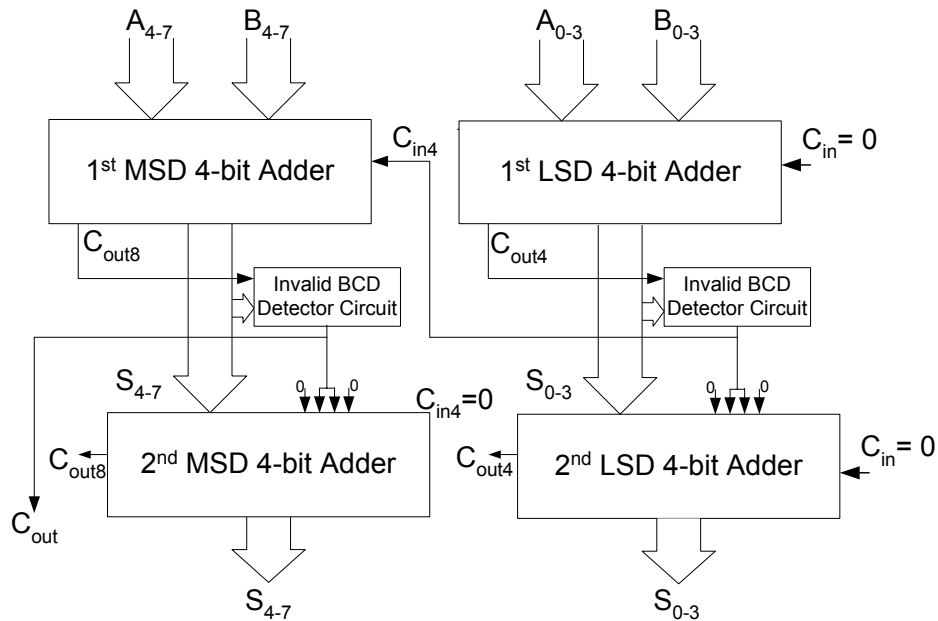 A4-7 B4-7 A0-3 B0-3
1st MSD 4-bit Adder
Cin4
1st LSD 4-bit Adder
Cin= 0
Cout8
Invalid BCD
Detector Circuit
Cout4
Invalid BCD
Detector Circuit
S4-7
0 0
Cin4=0
S0-3
0 0
Cout8
2nd MSD 4-bit Adder
Cout4
2nd LSD 4-bit Adder
Cin= 0
Cout
S4-7
S0-3